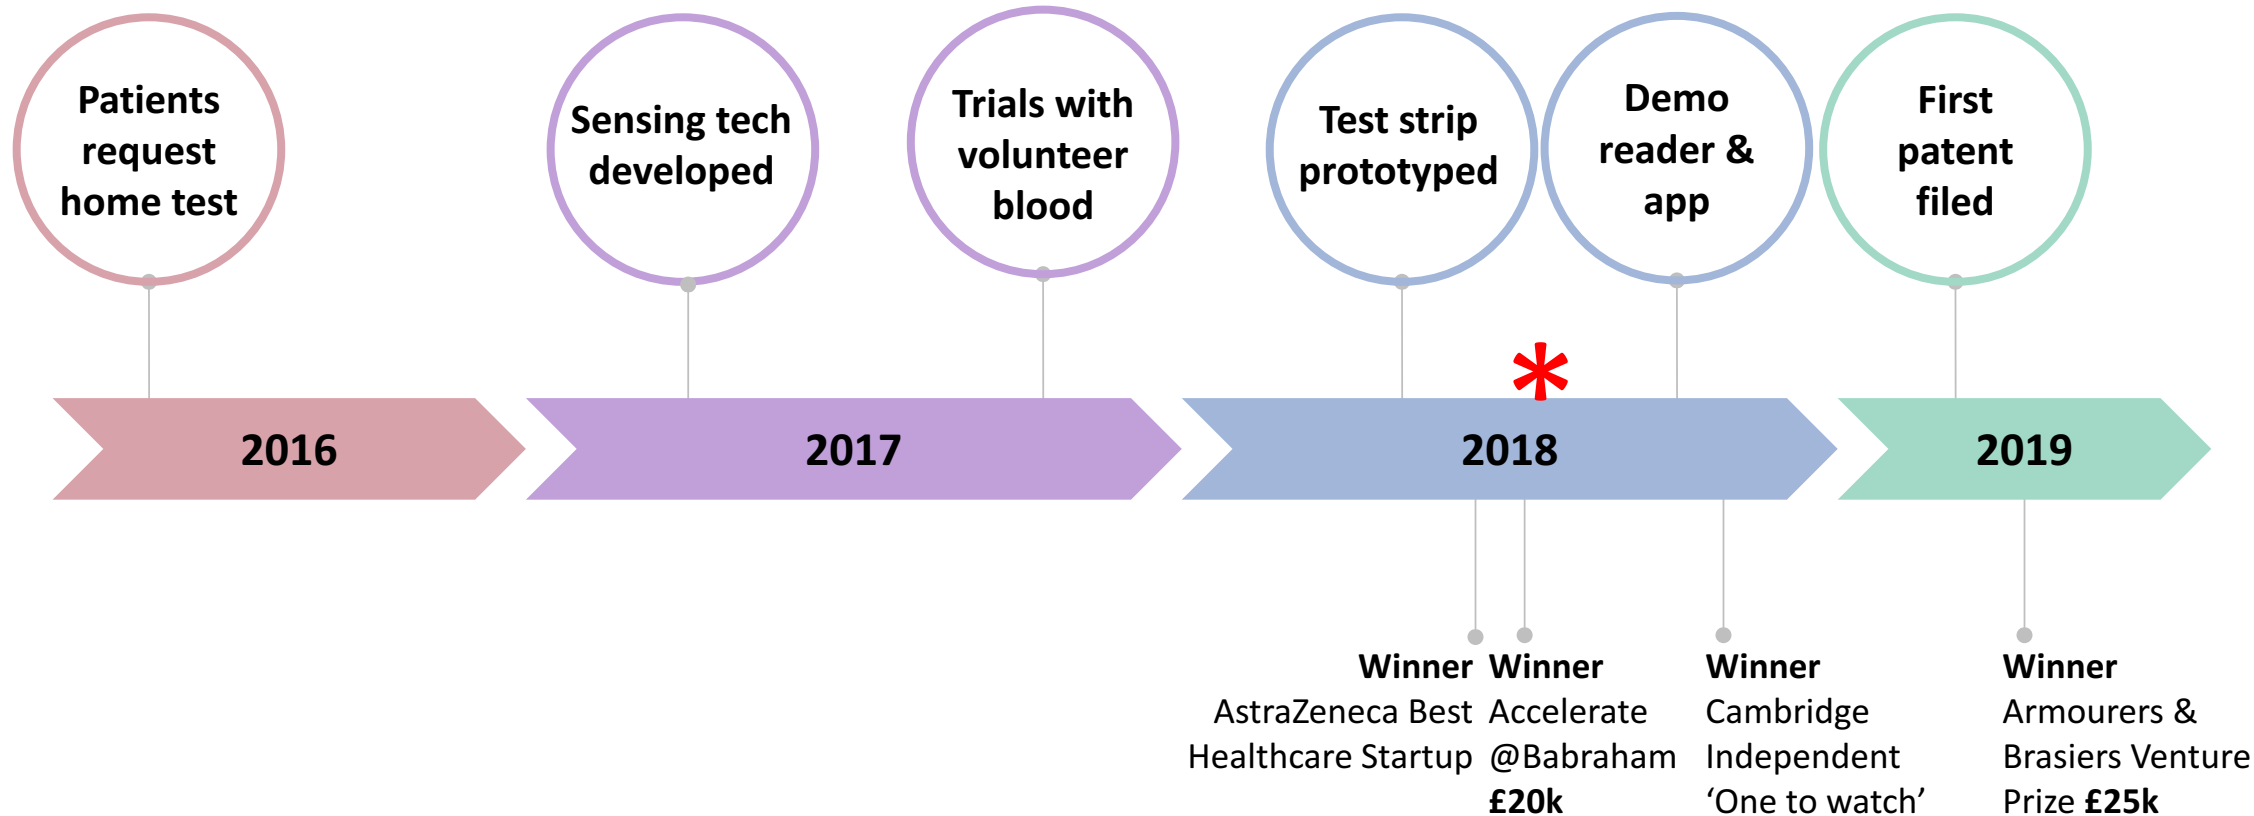 Patients
request
home test
Sensing tech
developed
Trials with
volunteer
blood
Test strip
prototyped
Demo
reader &
app
First
patent
filed
*
2016
2017
2018
2019
Winner
AstraZeneca Best
Healthcare Startup
Winner
Accelerate
@Babraham
£20k
Winner
Cambridge
Independent
‘One to watch’
Winner
Armourers &
Brasiers Venture
Prize £25k